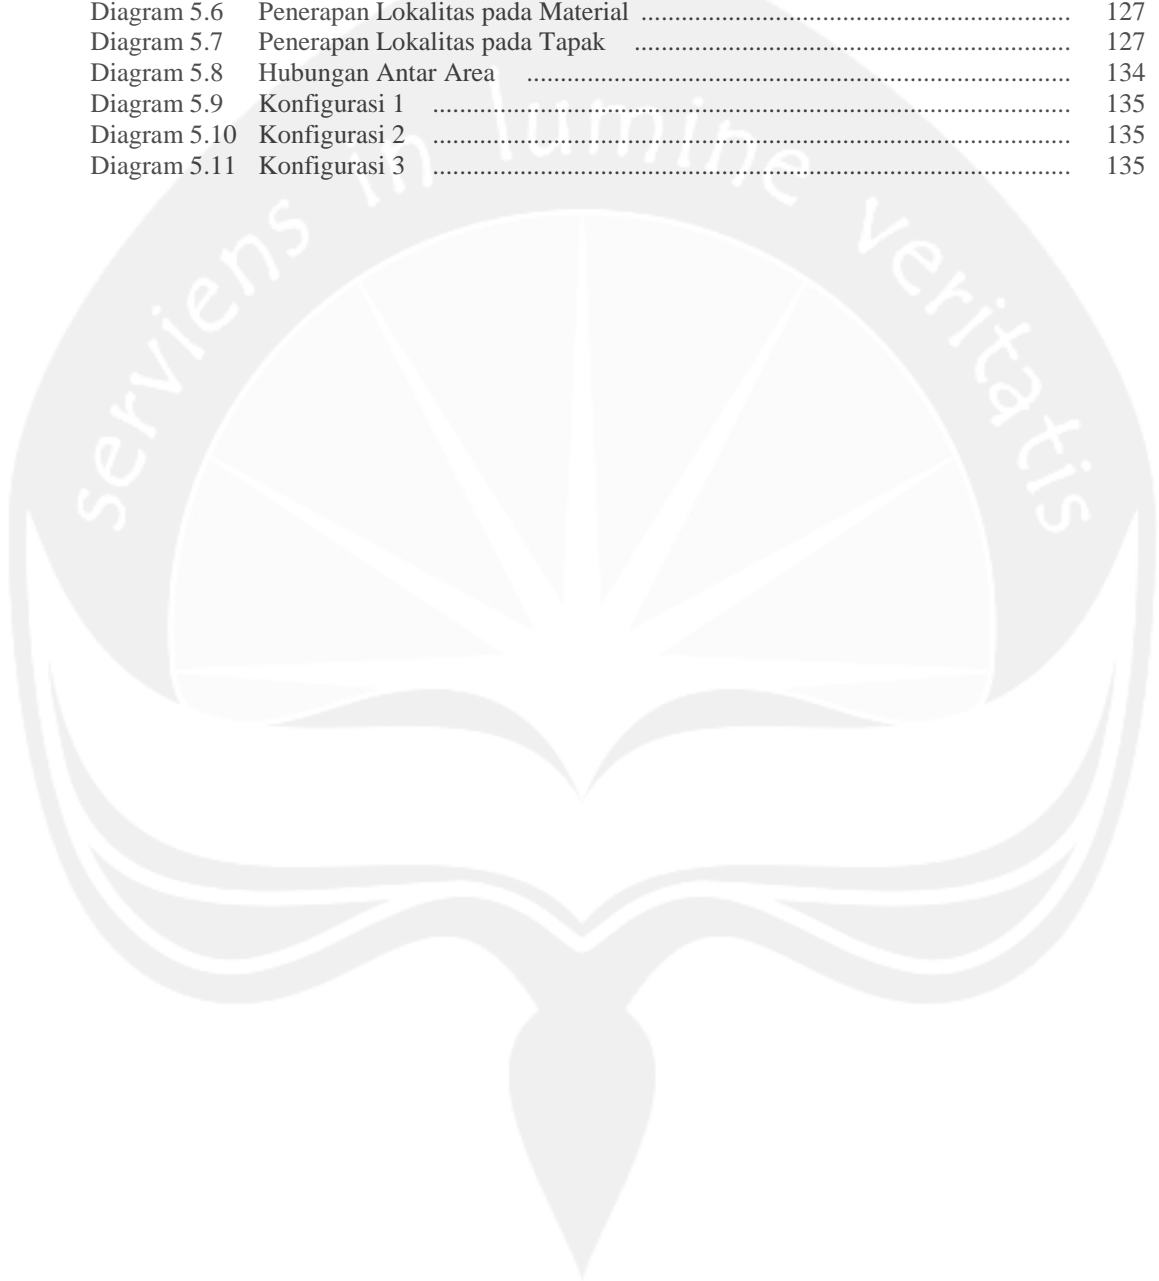 Diagram 5.6 Penerapan Lokalitas pada Material ................................................................ 127
Diagram 5.7 Penerapan Lokalitas pada Tapak ................................................................. 127
Diagram 5.8 Hubungan Antar Area ................................................................................. 134
Diagram 5.9 Konfigurasi 1 ............................................................................................... 135
Diagram 5.10 Konfigurasi 2 ............................................................................................... 135
Diagram 5.11 Konfigurasi 3 ............................................................................................... 135
serviens in lumine veritatis